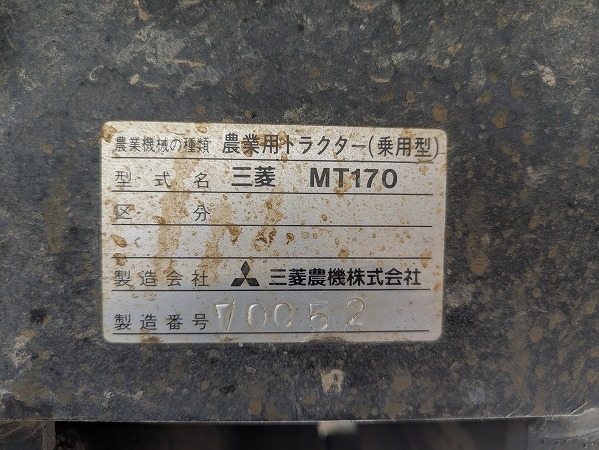 農業機械の種類 農業用トラクター(乗用型)
型式名 三菱 MT170
区分
製造会社 三菱農機株式会社
製造番号 70052